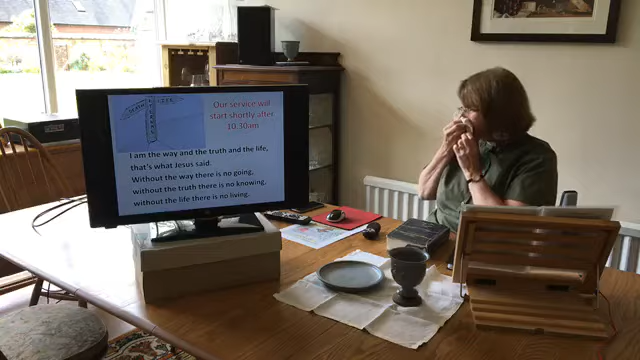 Our service will
start shortly after
10.30am
I am the way and the truth and the life,
that's what Jesus said.
Without the way there is no going,
without the truth there is no knowing,
without the life there is no living.